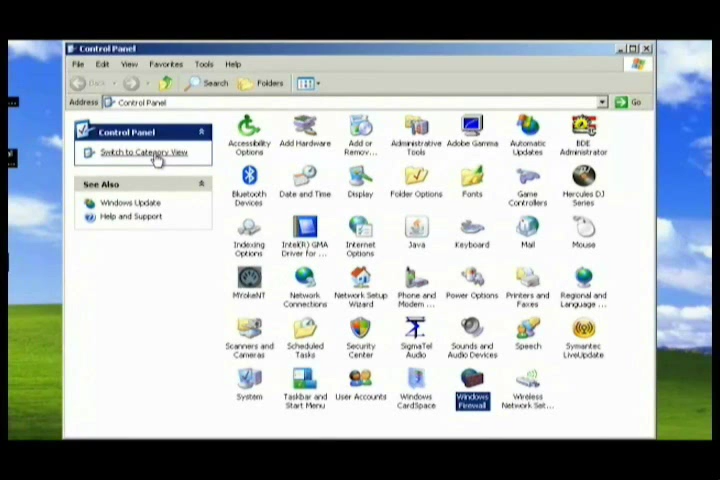 Control Panel
File Edit View Favorites Tools Help
Back Search Folders
Address Control Panel Go
Control Panel
Switch to Category View
See Also
Windows Update
Help and Support
Accessibility Options
Add Hardware
Add or Remov...
Administrative Tools
Adobe Gamma
Automatic Updates
BDE Administrator
Bluetooth Devices
Date and Time
Display
Folder Options
Fonts
Game Controllers
Hercules DJ Series
Indexing Options
Intel(R) GMA Driver for ...
Internet Options
Java
Keyboard
Mail
Mouse
MYokeNT
Network Connections
Network Setup Wizard
Phone and Modem ...
Power Options
Printers and Faxes
Regional and Language ...
Scanners and Cameras
Scheduled Tasks
Security Center
SigmaTel Audio
Sounds and Audio Devices
Speech
Symantec LiveUpdate
System
Taskbar and Start Menu
User Accounts
Windows CardSpace
Windows Firewall
Wireless Network Set...